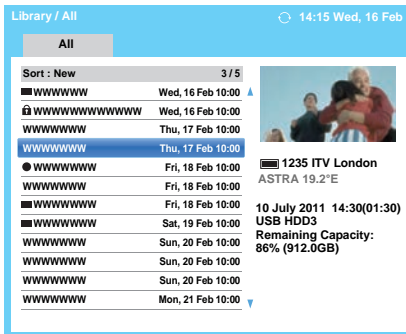 Library / All
14:15 Wed, 16 Feb
All
Sort : New 3 / 5
WWWWWW Wed, 16 Feb 10:00
WWWWWWWWWWWW Wed, 16 Feb 10:00
WWWWWWW Thu, 17 Feb 10:00
WWWWWWW Thu, 17 Feb 10:00
WWWWWWW Fri, 18 Feb 10:00
WWWWWWW Fri, 18 Feb 10:00
WWWWWWW Fri, 18 Feb 10:00
WWWWWWW Sat, 19 Feb 10:00
WWWWWWW Sun, 20 Feb 10:00
WWWWWWW Sun, 20 Feb 10:00
WWWWWWW Sun, 20 Feb 10:00
WWWWWWW Mon, 21 Feb 10:00
1235 ITV London
ASTRA 19.2°E
10 July 2011 14:30(01:30)
USB HDD3
Remaining Capacity:
86% (912.0GB)